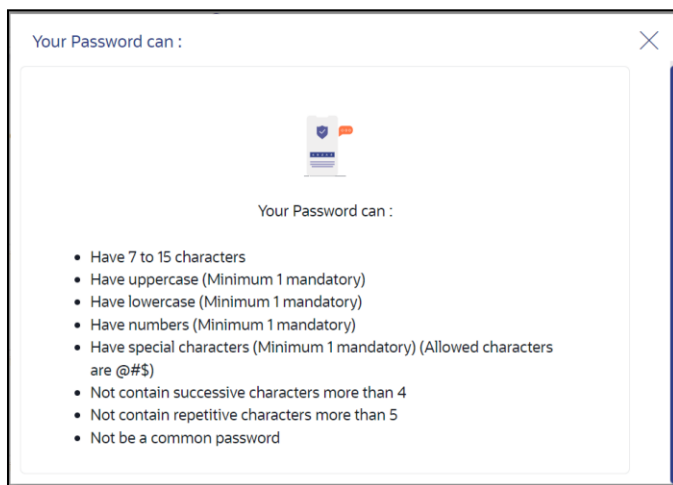 Your Password can :
Your Password can :
• Have 7 to 15 characters
• Have uppercase (Minimum 1 mandatory)
• Have lowercase (Minimum 1 mandatory)
• Have numbers (Minimum 1 mandatory)
• Have special characters (Minimum 1 mandatory) (Allowed characters
are @#$)
• Not contain successive characters more than 4
• Not contain repetitive characters more than 5
• Not be a common password